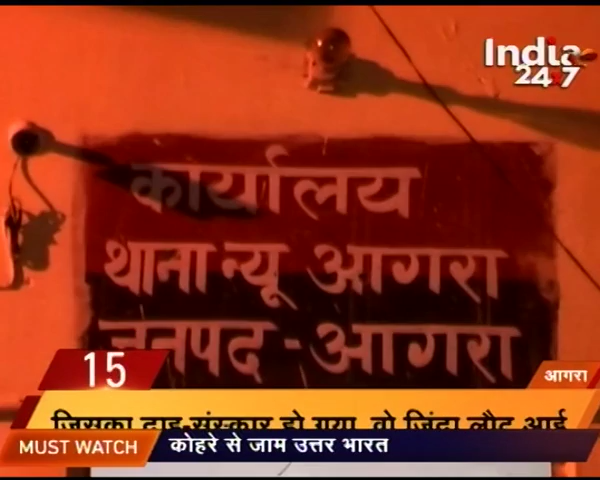 India
24x7
कार्यालय
थाना न्यू आगरा
जनपद - आगरा
15
आगरा
जिसका दाह-संस्कार हो गया, वो जिंदा लौट आई
MUST WATCH
कोहरे से जाम उत्तर भारत